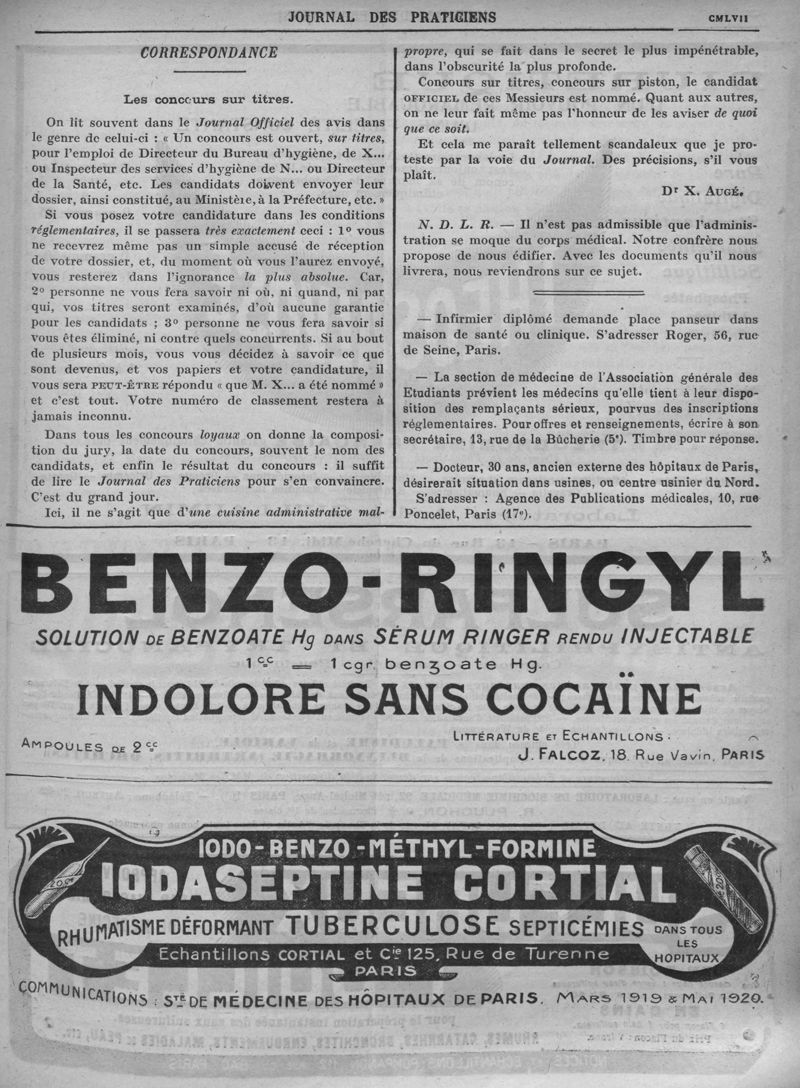 JOURNAL DES PRATICIENS
CMLVII
CORRESPONDANCE
Les concours sur titres.
On lit souvent dans le Journal Officiel des avis dans
le genre de celui-ci : « Un concours est ouvert, sur titres,
pour l'emploi de Directeur du Bureau d'hygiène, de X...
ou Inspecteur des services d'hygiène de N... ou Directeur
de la Santé, etc. Les candidats doivent envoyer leur
dossier, ainsi constitué, au Ministère, à la Préfecture, etc. »
Si vous posez votre candidature dans les conditions
réglementaires, il se passera très exactement ceci : 1º vous
ne recevrez même pas un simple accusé de réception
de votre dossier, et, du moment où vous l'aurez envoyé,
vous resterez dans l'ignorance la plus absolue. Car,
2º personne ne vous fera savoir ni où, ni quand, ni par
qui, vos titres seront examinés, d'où aucune garantie
pour les candidats ; 3º personne ne vous fera savoir si
vous êtes éliminé, ni contre quels concurrents. Si au bout
de plusieurs mois, vous vous décidez à savoir ce que
sont devenus, et vos papiers et votre candidature, il
vous sera PEUT-ÊTRE répondu « que M. X... a été nommé »
et c'est tout. Votre numéro de classement restera à
jamais inconnu.
Dans tous les concours loyaux on donne la composi-
tion du jury, la date du concours, souvent le nom des
candidats, et enfin le résultat du concours : il suffit
de lire le Journal des Praticiens pour s'en convaincre.
C'est du grand jour.
Ici, il ne s'agit que d'une cuisine administrative mal-
propre, qui se fait dans le secret le plus impénétrable,
dans l'obscurité la plus profonde.
Concours sur titres, concours sur piston, le candidat
OFFICIEL de ces Messieurs est nommé. Quant aux autres,
on ne leur fait même pas l'honneur de les aviser de quoi
que ce soit.
Et cela me paraît tellement scandaleux que je pro-
teste par la voie du Journal. Des précisions, s'il vous
plaît.
Dr X. AUGÉ.
N. D. L. R. — Il n'est pas admissible que l'adminis-
tration se moque du corps médical. Notre confrère nous
propose de nous édifier. Avec les documents qu'il nous
livrera, nous reviendrons sur ce sujet.
— Infirmier diplômé demande place panseur dans
maison de santé ou clinique. S'adresser Roger, 56, rue
de Seine, Paris.
— La section de médecine de l'Association générale des
Etudiants prévient les médecins qu'elle tient à leur dispo-
sition des remplaçants sérieux, pourvus des inscriptions
réglementaires. Pour offres et renseignements, écrire à son
secrétaire, 13, rue de la Bûcherie (5e). Timbre pour réponse.
— Docteur, 30 ans, ancien externe des hôpitaux de Paris,
désirerait situation dans usines, ou centre usinier du Nord.
S'adresser : Agence des Publications médicales, 10, rue
Poncelet, Paris (17e).
BENZO-RINGYL
SOLUTION DE BENZOATE Hg DANS SÉRUM RINGER RENDU INJECTABLE
1 cc = 1 cgr. benzoate Hg.
INDOLORE SANS COCAÏNE
AMPOULES DE 2 cc
LITTÉRATURE ET ECHANTILLONS.
J. FALCOZ, 18. Rue Vavin, PARIS
IODO-BENZO-MÉTHYL-FORMINE
IODASEPTINE CORTIAL
RHUMATISME DÉFORMANT TUBERCULOSE SEPTICÉMIES DANS TOUS LES HOPITAUX
Echantillons CORTIAL et Cie 125, Rue de Turenne
PARIS
COMMUNICATIONS : STÉ DE MÉDECINE DES HÔPITAUX DE PARIS. MARS 1919 & MAI 1920.